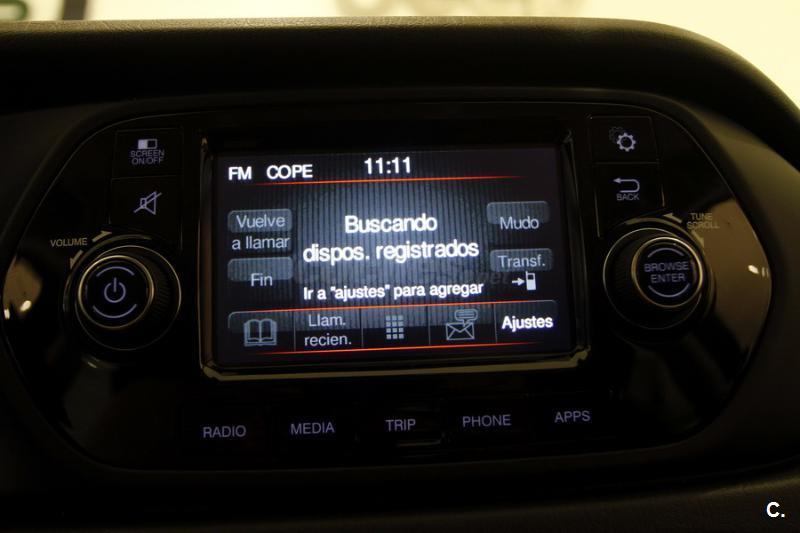 SCREEN
ON/OFF
VOLUME
FM COPE 11:11
Vuelve
a llamar
Fin
Buscando
dispos. registrados
Ir a "ajustes" para agregar
Mudo
Transf.
Llam.
recien.
Ajustes
BACK
TUNE
SCROLL
BROWSE
ENTER
RADIO MEDIA TRIP PHONE APPS
C.